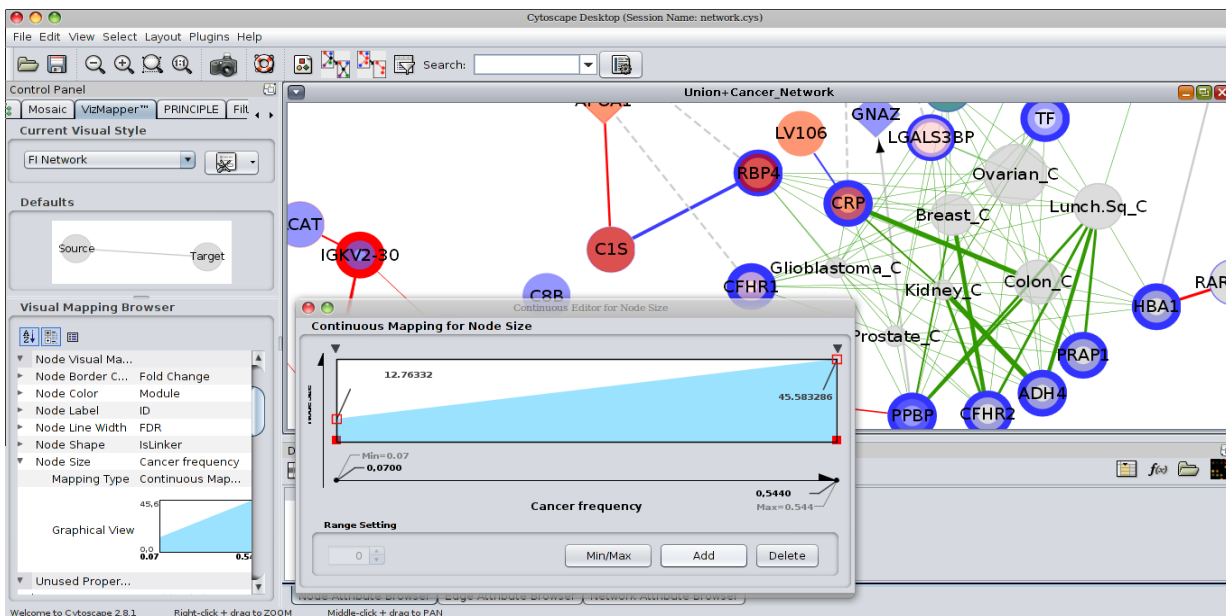 Cytoscape Desktop (Session Name: network.cys)
File Edit View Select Layout Plugins Help
Search:
Control Panel
Mosaic VizMapper™ PRINCIPLE
Current Visual Style
FI Network
Defaults
Source
Target
Visual Mapping Browser
Node Visual Ma...
Node Border C... Fold Change
Node Color Module
Node Label ID
Node Line Width FDR
Node Shape IsLinker
Node Size Cancer frequency
Mapping Type Continuous Map...
Graphical View
45,6
0,0
0.07
Unused Proper...
Union+Cancer_Network
GNAZ
TF
LV106
LGALS3BP
RBP4
Ovarian_C
CRP
Breast_C
Lunch.Sq_C
CAT
C1S
IGKV2-30
Glioblastoma_C
CFHR1
Kidney_C
Colon_C
C8B
HBA1
RAR
Prostate_C
PRAP1
ADH4
PPBP
CFHR2
Continuous Editor for Node Size
Continuous Mapping for Node Size
12.76332
45.583286
Min=0.07
0,0700
0,5440
Max=0.544
Cancer frequency
Range Setting
0
Min/Max Add Delete
f(x)
Node Attribute Browser Edge Attribute Browser Network Attribute Browser
Welcome to Cytoscape 2.8.1 Right-click + drag to ZOOM Middle-click + drag to PAN